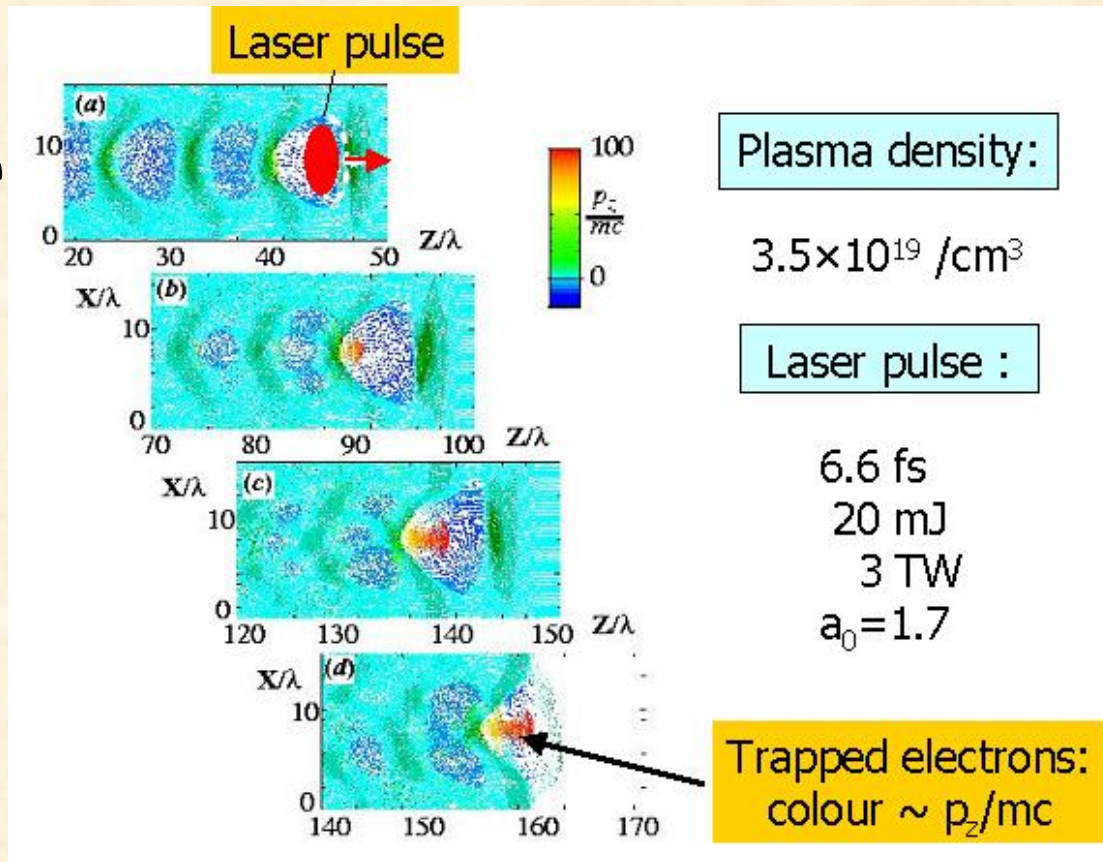 Laser pulse
(a)
10
0
20 30 40 Z/λ 50
100
p_z/mc
0
Plasma density:
3.5×10¹⁹ /cm³
X/λ
(b)
10
0
70 80 90 100 Z/λ
Laser pulse :
6.6 fs
20 mJ
3 TW
a₀=1.7
X/λ
(c)
10
0
120 130 140 150 Z/λ
X/λ
(d)
10
0
140 150 160 170
Trapped electrons:
colour ~ p_z/mc